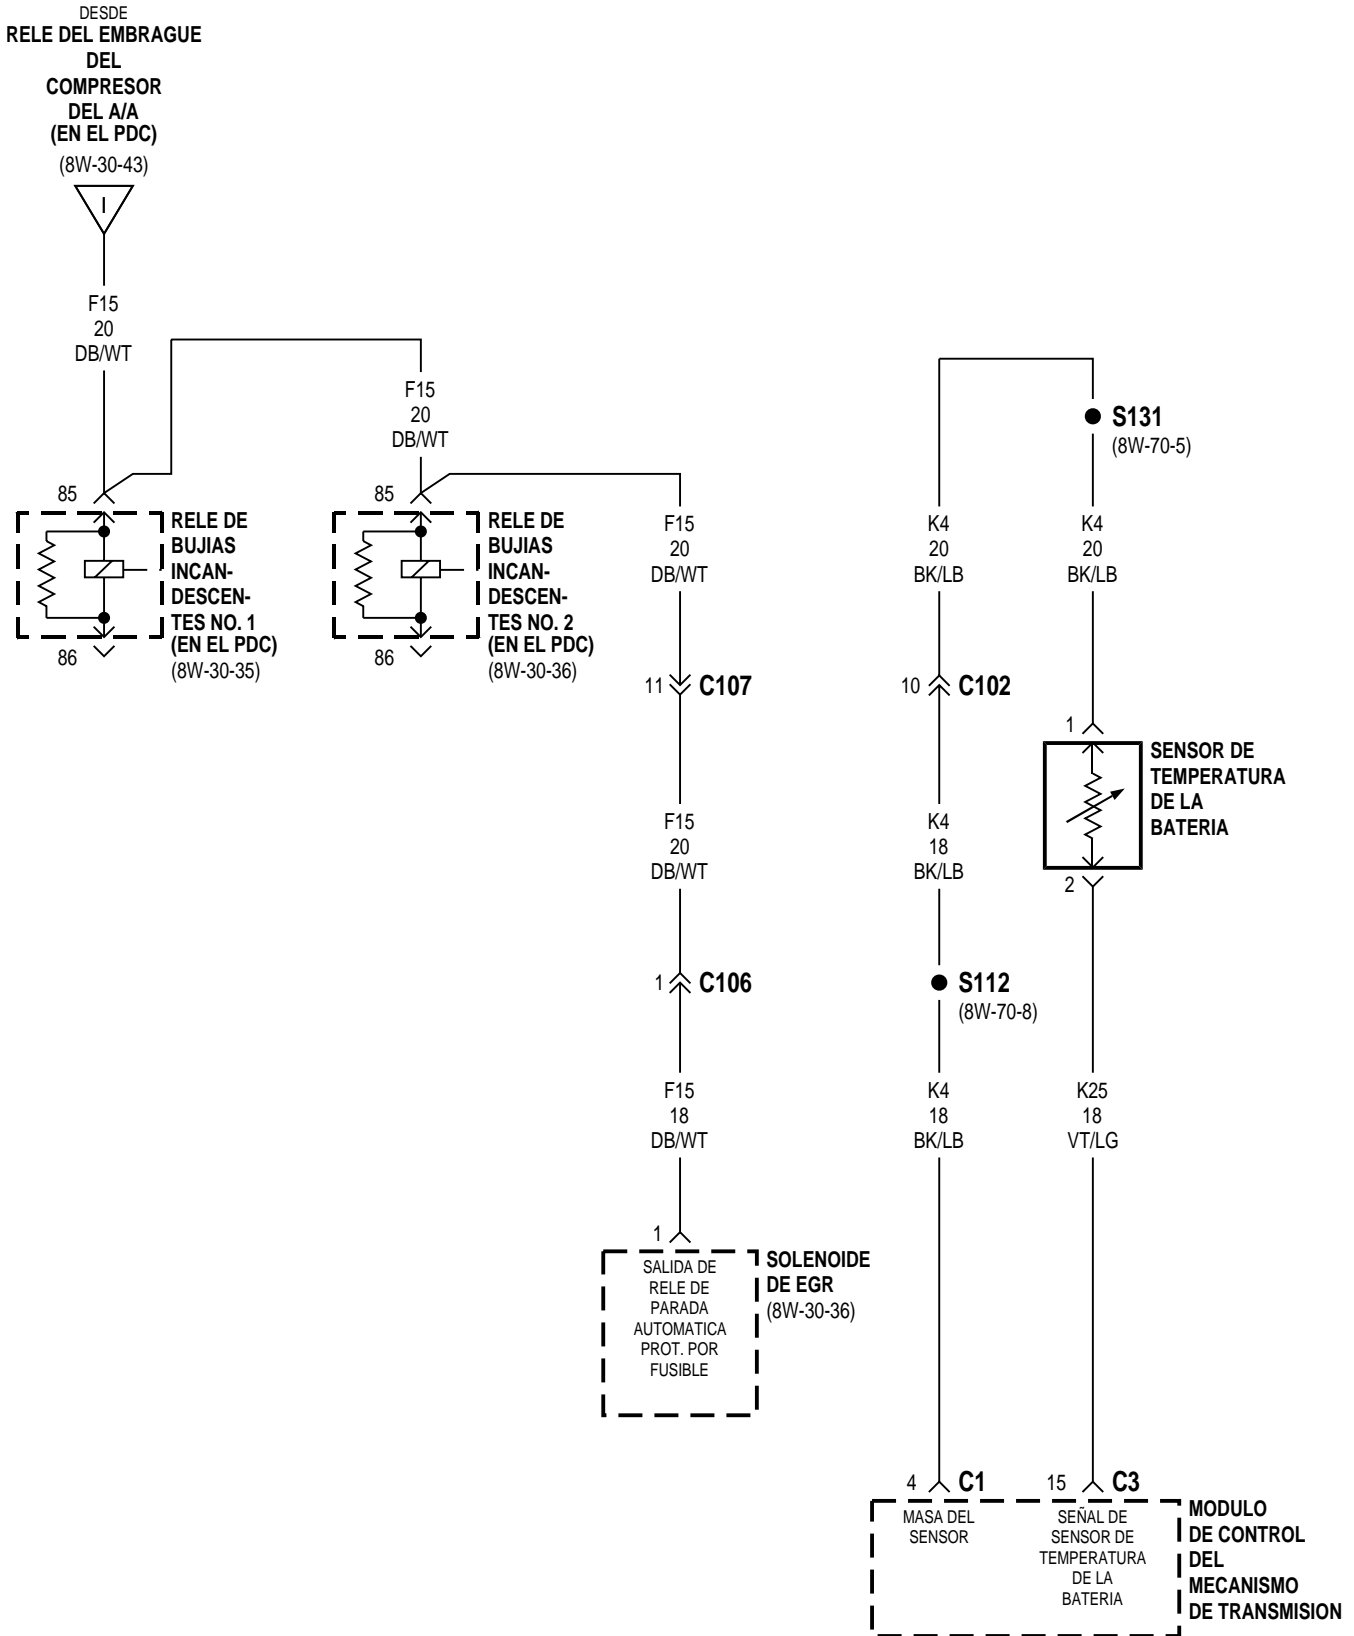 DESDE
RELE DEL EMBRAGUE
DEL
COMPRESOR
DEL A/A
(EN EL PDC)
(8W-30-43)
I
F15
20
DB/WT
F15
20
DB/WT
85
RELE DE
BUJIAS
INCAN-
DESCEN-
TES NO. 1
(EN EL PDC)
(8W-30-35)
86
85
RELE DE
BUJIAS
INCAN-
DESCEN-
TES NO. 2
(EN EL PDC)
(8W-30-36)
86
F15
20
DB/WT
11 C107
F15
20
DB/WT
1 C106
F15
18
DB/WT
1
SALIDA DE
RELE DE
PARADA
AUTOMATICA
PROT. POR
FUSIBLE
SOLENOIDE
DE EGR
(8W-30-36)
S131
(8W-70-5)
K4
20
BK/LB
K4
20
BK/LB
10 C102
1
SENSOR DE
TEMPERATURA
DE LA
BATERIA
2
K4
18
BK/LB
S112
(8W-70-8)
K4
18
BK/LB
K25
18
VT/LG
4 C1
15 C3
MASA DEL
SENSOR
SEÑAL DE
SENSOR DE
TEMPERATURA
DE LA
BATERIA
MODULO
DE CONTROL
DEL
MECANISMO
DE TRANSMISION